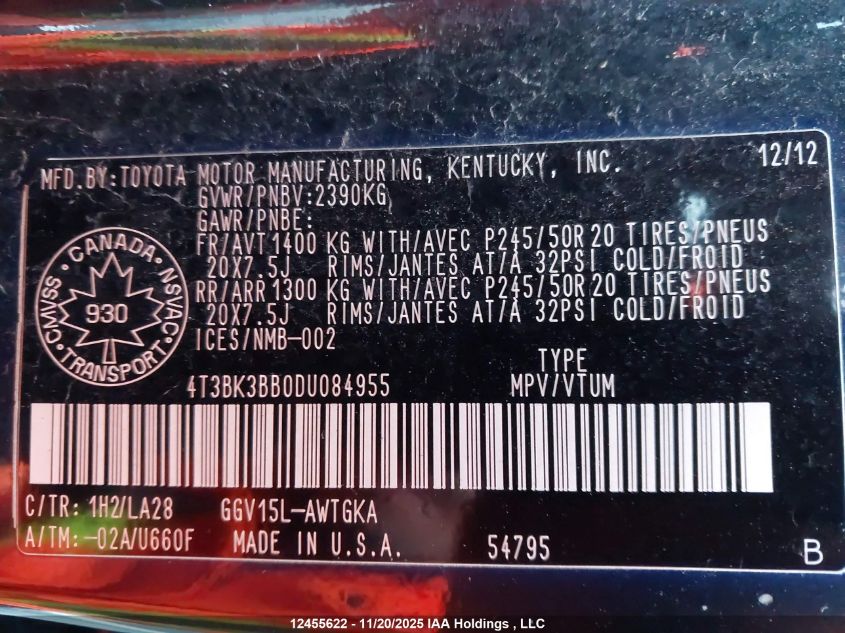 MFD.BY:TOYOTA MOTOR MANUFACTURING, KENTUCKY, INC. 12/12
GVWR/PNBV:2390KG
GAWR/PNBE:
FR/AVT 1400 KG WITH/AVEC P245/50R20 TIRES/PNEUS
20X7.5J RIMS/JANTES AT/À 32PSI COLD/FROID
RR/ARR 1300 KG WITH/AVEC P245/50R20 TIRES/PNEUS
20X7.5J RIMS/JANTES AT/À 32PSI COLD/FROID
ICES/NMB-002
CANADA · NSVAC · TRANSPORT · CMVSS ·
930
TYPE
4T3BK3BB0DU084955 MPV/VTUM
C/TR: 1H2/LA28 GGV15L-AWTGKA
A/TM: -02A/U660F MADE IN U.S.A. 54795 B
12455622 - 11/20/2025 IAA Holdings , LLC